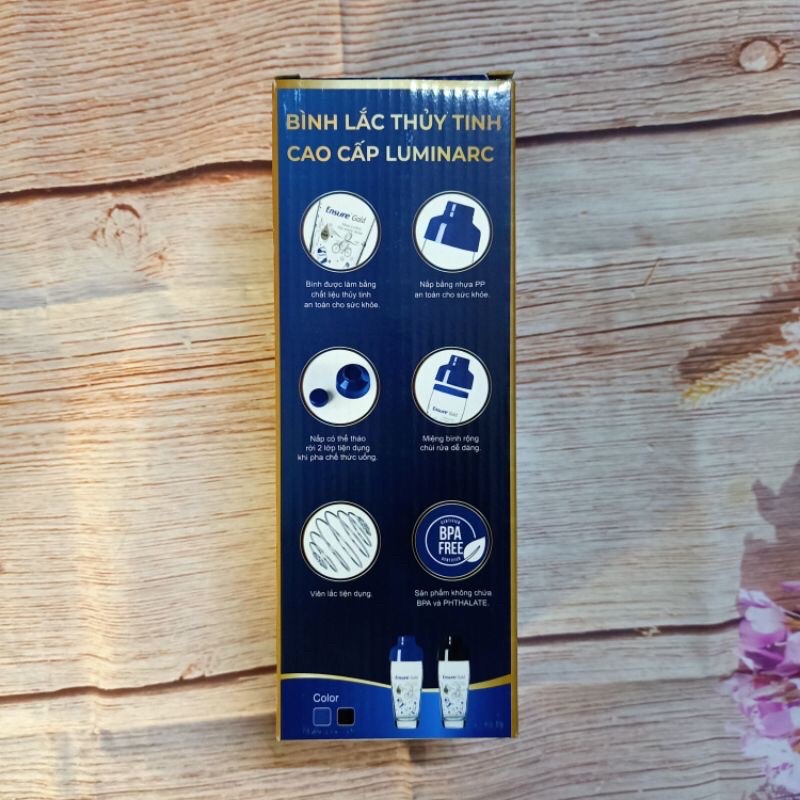 BÌNH LẮC THỦY TINH
CAO CẤP LUMINARC
Ensure Gold
Bình được làm bằng
chất liệu thủy tinh
an toàn cho sức khỏe.
Nắp bằng nhựa PP
an toàn cho sức khỏe.
Nắp có thể tháo
rời 2 lớp tiện dụng
khi pha chế thức uống.
Ensure Gold
Miệng bình rộng
chùi rửa dễ dàng.
Viên lắc tiện dụng.
CERTIFIED
BPA
FREE
CERTIFIED
Sản phẩm không chứa
BPA và PHTHALATE.
Ensure Gold
Ensure Gold
Color